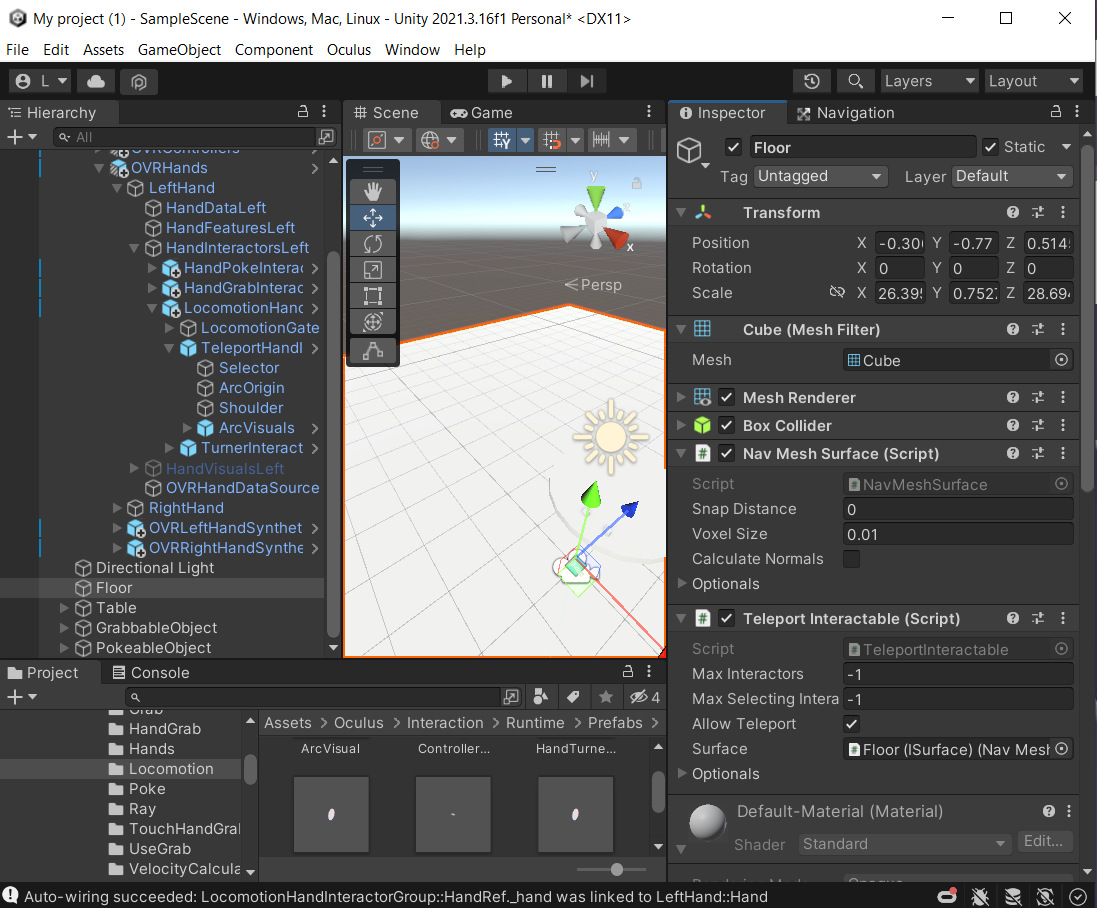 My project (1) - SampleScene - Windows, Mac, Linux - Unity 2021.3.16f1 Personal* <DX11>
File Edit Assets GameObject Component Oculus Window Help
L
Layers
Layout
Hierarchy
All
OVRControllers
OVRHands
LeftHand
HandDataLeft
HandFeaturesLeft
HandInteractorsLeft
HandPokeInterac
HandGrabInterac
LocomotionHand
LocomotionGate
TeleportHandI
Selector
ArcOrigin
Shoulder
ArcVisuals
TurnerInteract
HandVisualsLeft
OVRHandDataSource
RightHand
OVRLeftHandSynthet
OVRRightHandSynthe
Directional Light
Floor
Table
GrabbableObject
PokeableObject
Scene
Game
y
x
Persp
Inspector
Navigation
Floor
Static
Tag Untagged Layer Default
Transform
Position X -0.300 Y -0.77 Z 0.5145
Rotation X 0 Y 0 Z 0
Scale X 26.395 Y 0.7527 Z 28.694
Cube (Mesh Filter)
Mesh Cube
Mesh Renderer
Box Collider
Nav Mesh Surface (Script)
Script NavMeshSurface
Snap Distance 0
Voxel Size 0.01
Calculate Normals
Optionals
Teleport Interactable (Script)
Script TeleportInteractable
Max Interactors -1
Max Selecting Intera -1
Allow Teleport
Surface Floor (ISurface) (Nav Mesh
Optionals
Default-Material (Material)
Shader Standard Edit...
Project
Console
4
Grab
HandGrab
Hands
Locomotion
Poke
Ray
TouchHandGral
UseGrab
VelocityCalcula
Assets > Oculus > Interaction > Runtime > Prefabs >
ArcVisual
Controller...
HandTurne...
Auto-wiring succeeded: LocomotionHandInteractorGroup::HandRef._hand was linked to LeftHand::Hand